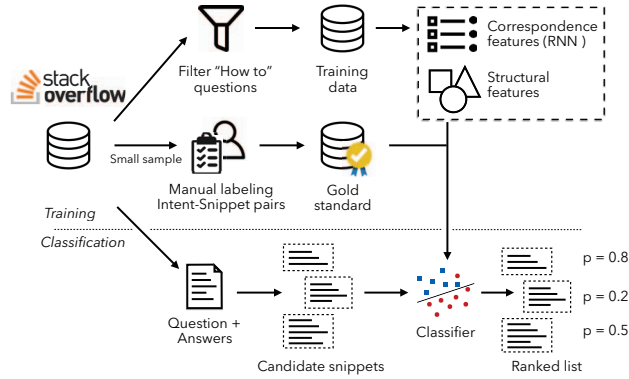 stack
overflow
Filter "How to"
questions
Training
data
Correspondence
features (RNN )
Structural
features
Small sample
Manual labeling
Intent-Snippet pairs
Gold
standard
Training
Classification
Question +
Answers
Candidate snippets
Classifier
p = 0.8
p = 0.2
p = 0.5
Ranked list